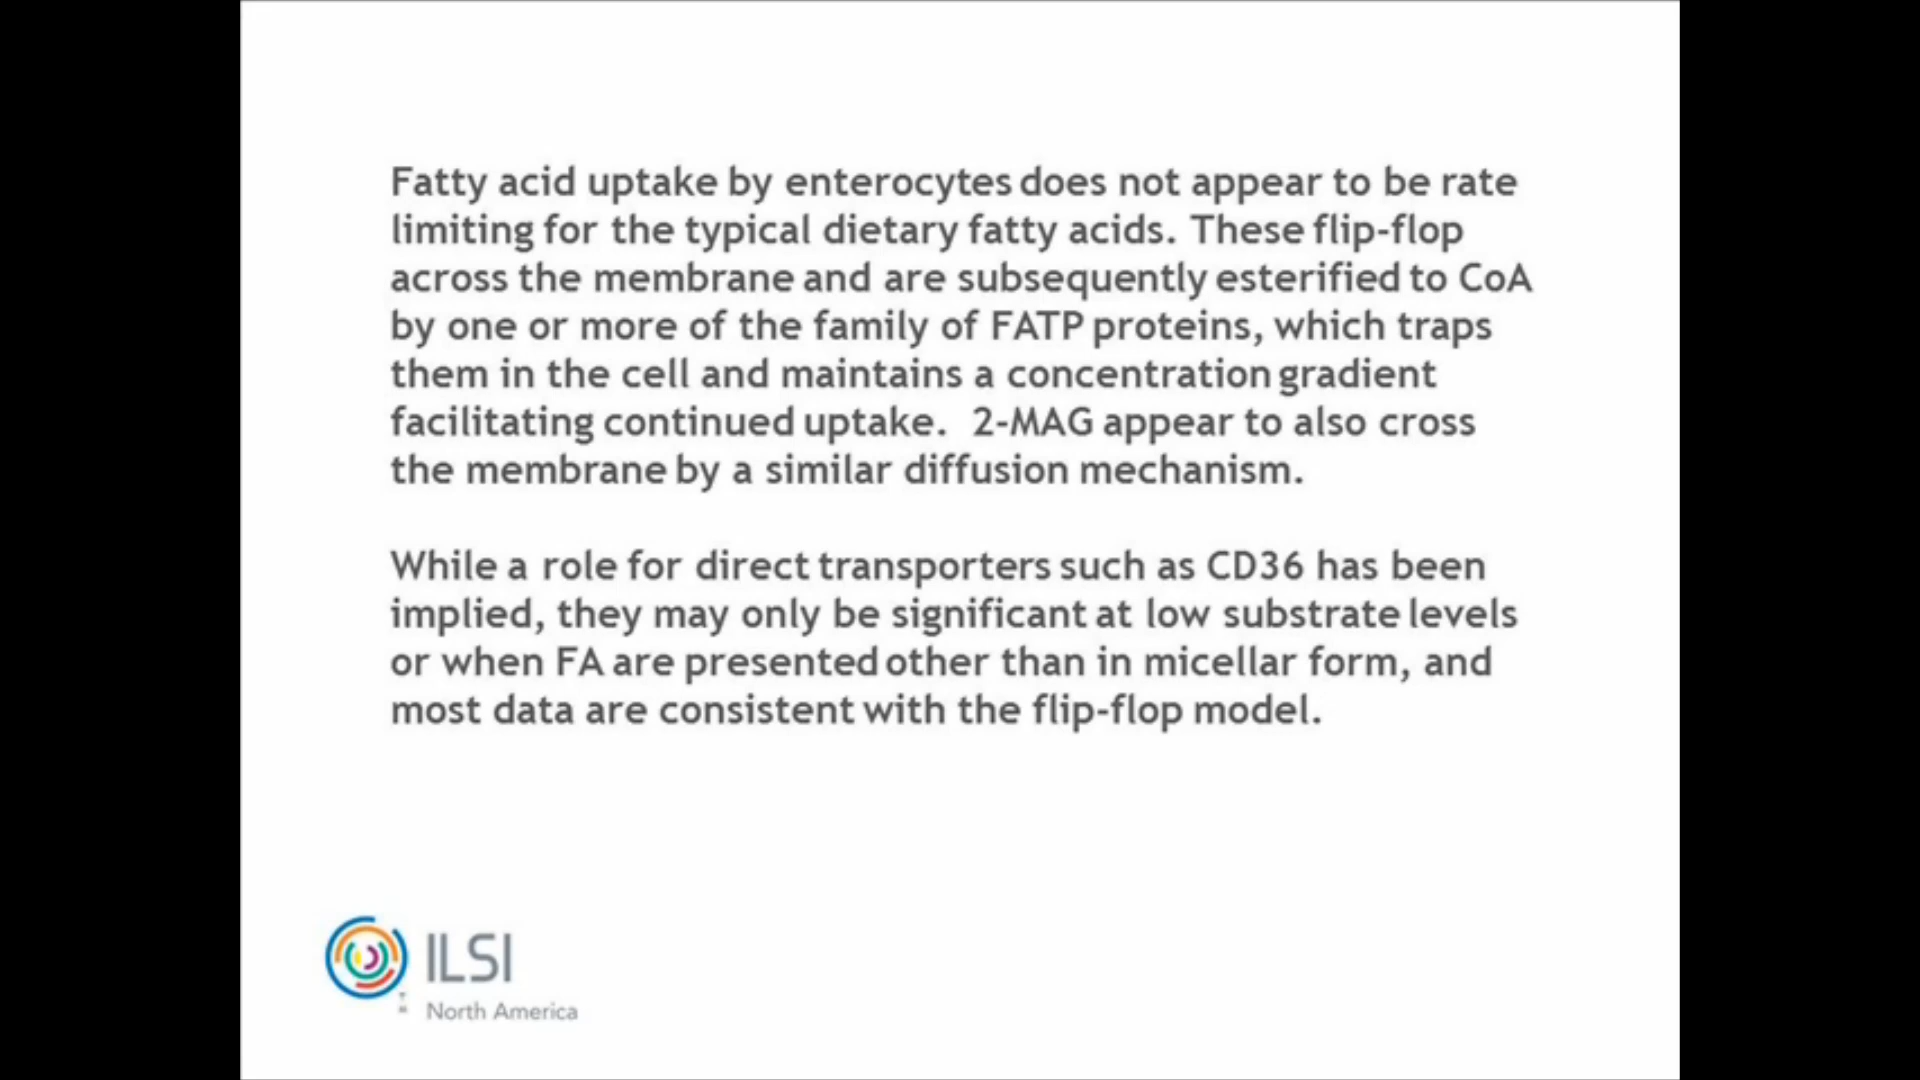 Fatty acid uptake by enterocytes does not appear to be rate
limiting for the typical dietary fatty acids. These flip-flop
across the membrane and are subsequently esterified to CoA
by one or more of the family of FATP proteins, which traps
them in the cell and maintains a concentration gradient
facilitating continued uptake. 2-MAG appear to also cross
the membrane by a similar diffusion mechanism.
While a role for direct transporters such as CD36 has been
implied, they may only be significant at low substrate levels
or when FA are presented other than in micellar form, and
most data are consistent with the flip-flop model.
ILSI
North America